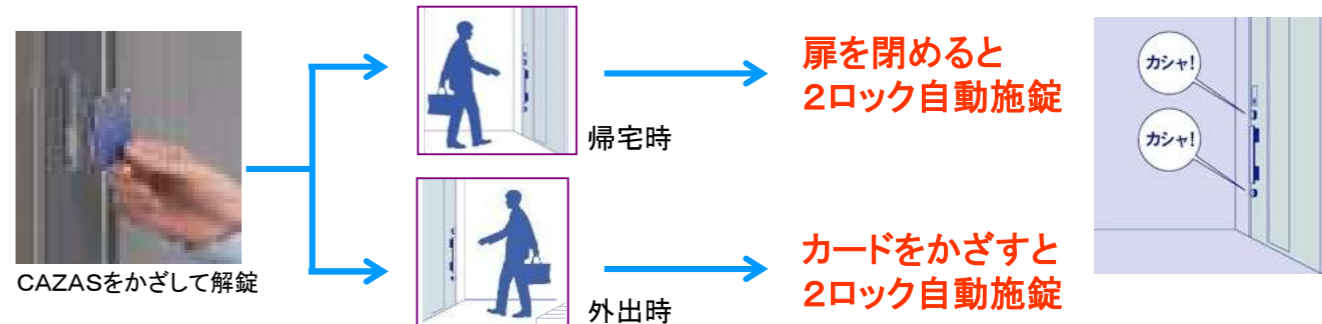 CAZASをかざして解錠
帰宅時
扉を閉めると
2ロック自動施錠
外出時
カードをかざすと
2ロック自動施錠
カシャ!
カシャ!